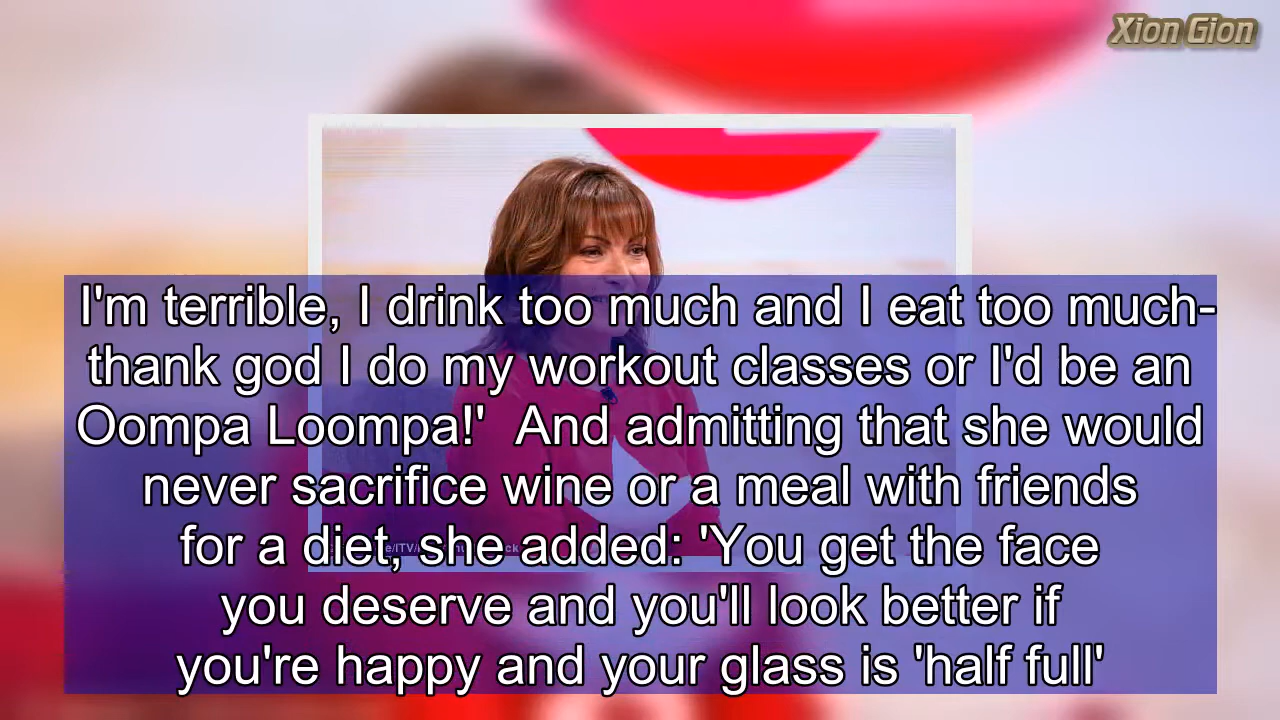 Xion Gion
I'm terrible, I drink too much and I eat too much-
thank god I do my workout classes or I'd be an
Oompa Loompa!'  And admitting that she would
never sacrifice wine or a meal with friends
for a diet, she added: 'You get the face
you deserve and you'll look better if
you're happy and your glass is 'half full'